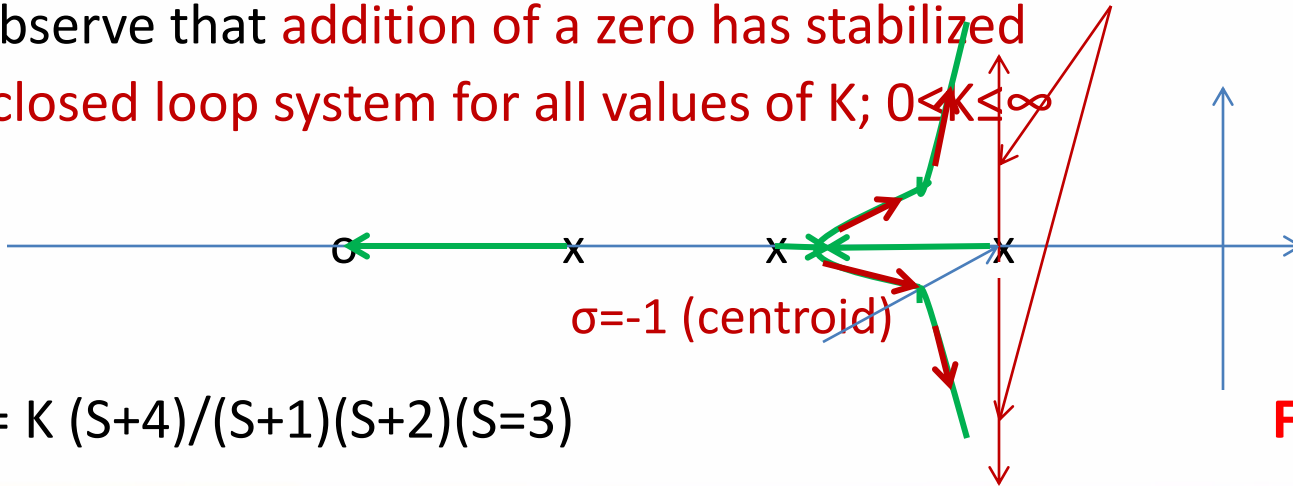 bserve that addition of a zero has stabilized
closed loop system for all values of K; 0≤K≤∞
o x x x
σ=-1 (centroid)
= K (S+4)/(S+1)(S+2)(S=3)
F